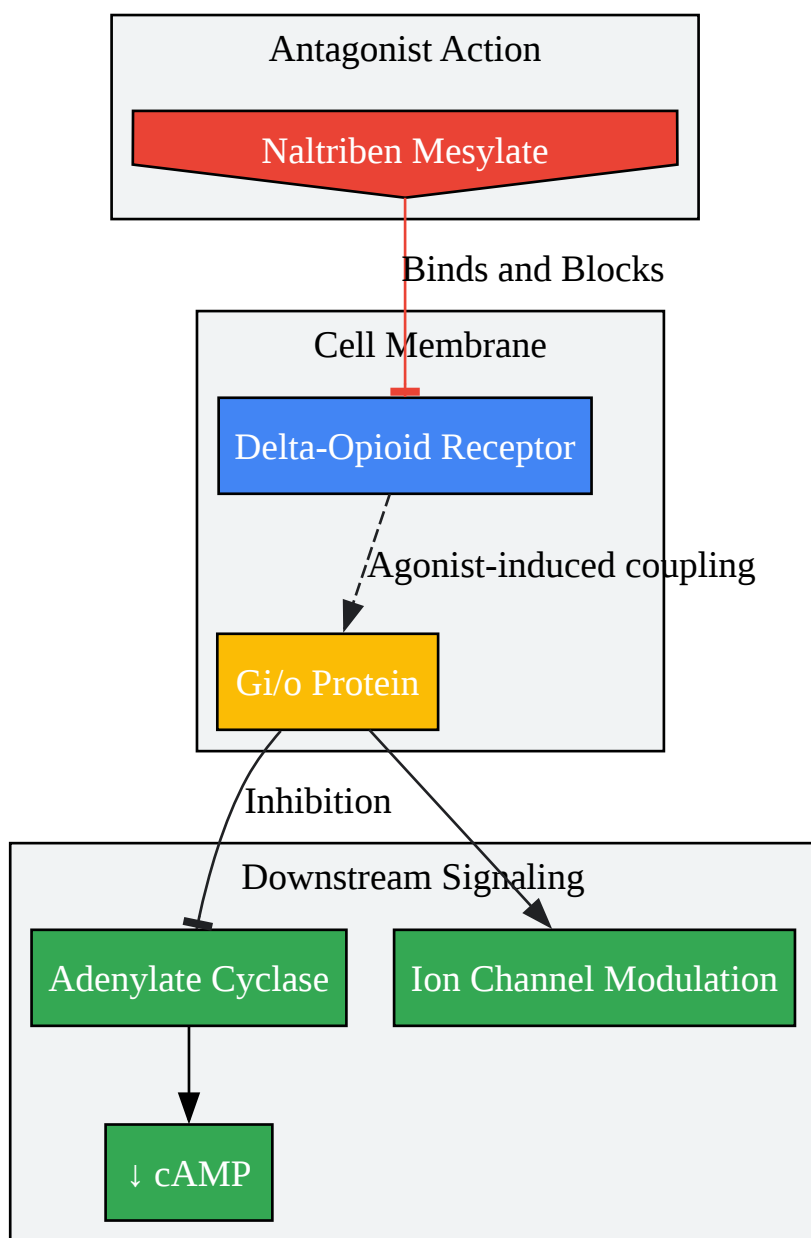 Antagonist Action
Naltriben Mesylate
Binds and Blocks
Cell Membrane
Delta-Opioid Receptor
Agonist-induced coupling
Gi/o Protein
Inhibition
Downstream Signaling
Adenylate Cyclase
Ion Channel Modulation
↓ cAMP